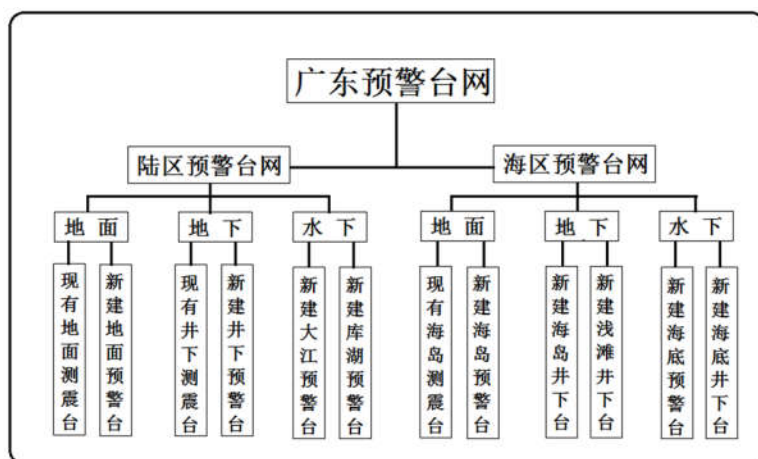 广东预警台网
陆区预警台网
海区预警台网
地面
地下
水下
地面
地下
水下
现有地面测震台
新建地面预警台
现有井下测震台
新建井下预警台
新建大江预警台
新建库湖预警台
现有海岛测震台
新建海岛预警台
新建海岛井下台
新建浅滩井下台
新建海底预警台
新建海底井下台